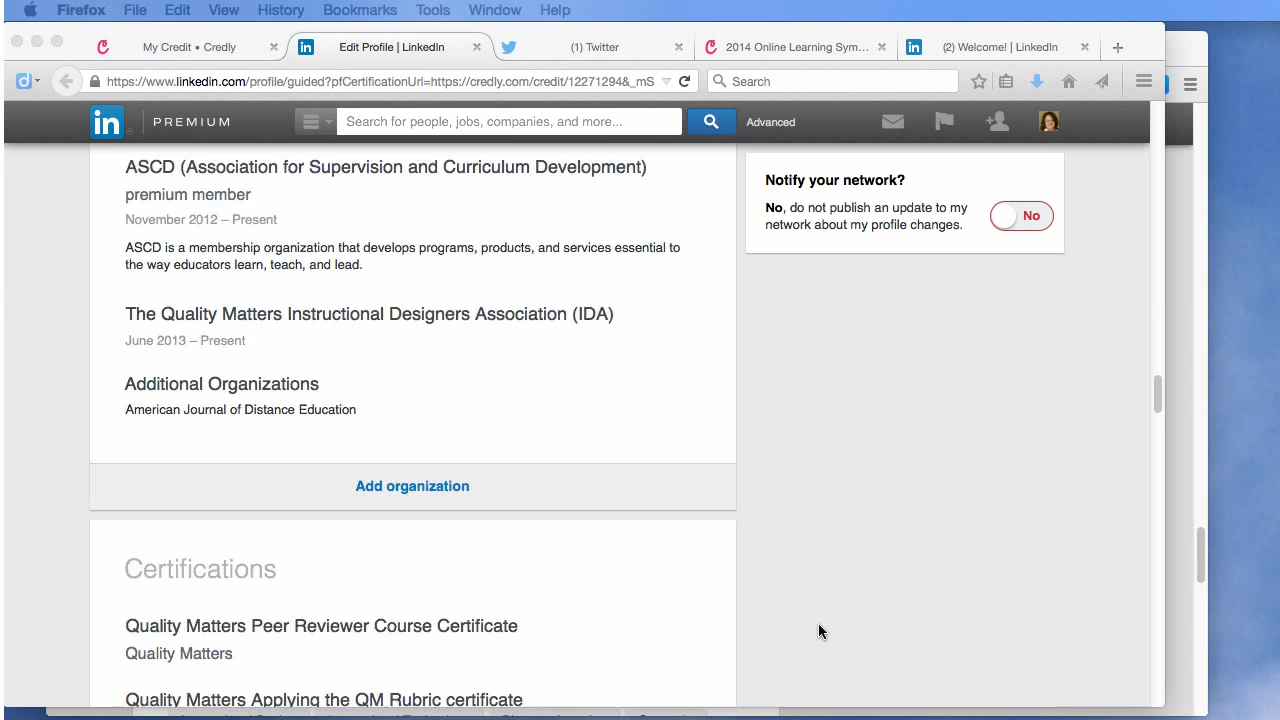 Firefox File Edit View History Bookmarks Tools Window Help
My Credit • Credly
Edit Profile | LinkedIn
(1) Twitter
2014 Online Learning Sym...
(2) Welcome! | LinkedIn
https://www.linkedin.com/profile/guided?pfCertificationUrl=https://credly.com/credit/12271294&_mS
Search
in PREMIUM
Search for people, jobs, companies, and more...
Advanced
ASCD (Association for Supervision and Curriculum Development)
premium member
November 2012 – Present
ASCD is a membership organization that develops programs, products, and services essential to
the way educators learn, teach, and lead.
The Quality Matters Instructional Designers Association (IDA)
June 2013 – Present
Additional Organizations
American Journal of Distance Education
Add organization
Certifications
Quality Matters Peer Reviewer Course Certificate
Quality Matters
Quality Matters Applying the QM Rubric certificate
Notify your network?
No, do not publish an update to my
network about my profile changes.
No